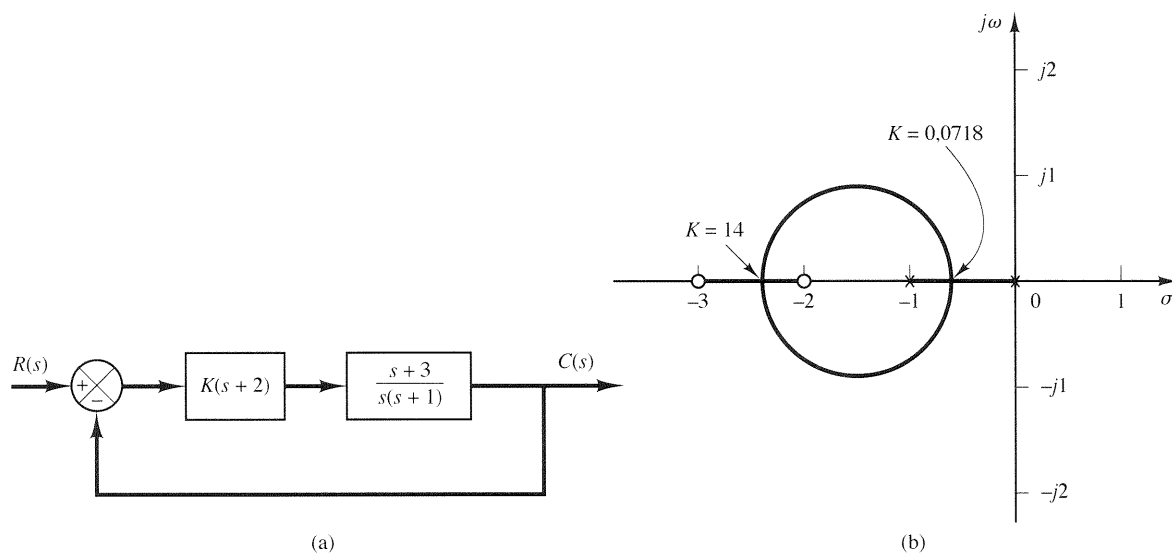 R(s)
+
−
K(s + 2)
s + 3
s(s + 1)
C(s)
(a)
jω
j2
K = 0,0718
j1
K = 14
−3
−2
−1
0
1
σ
−j1
−j2
(b)